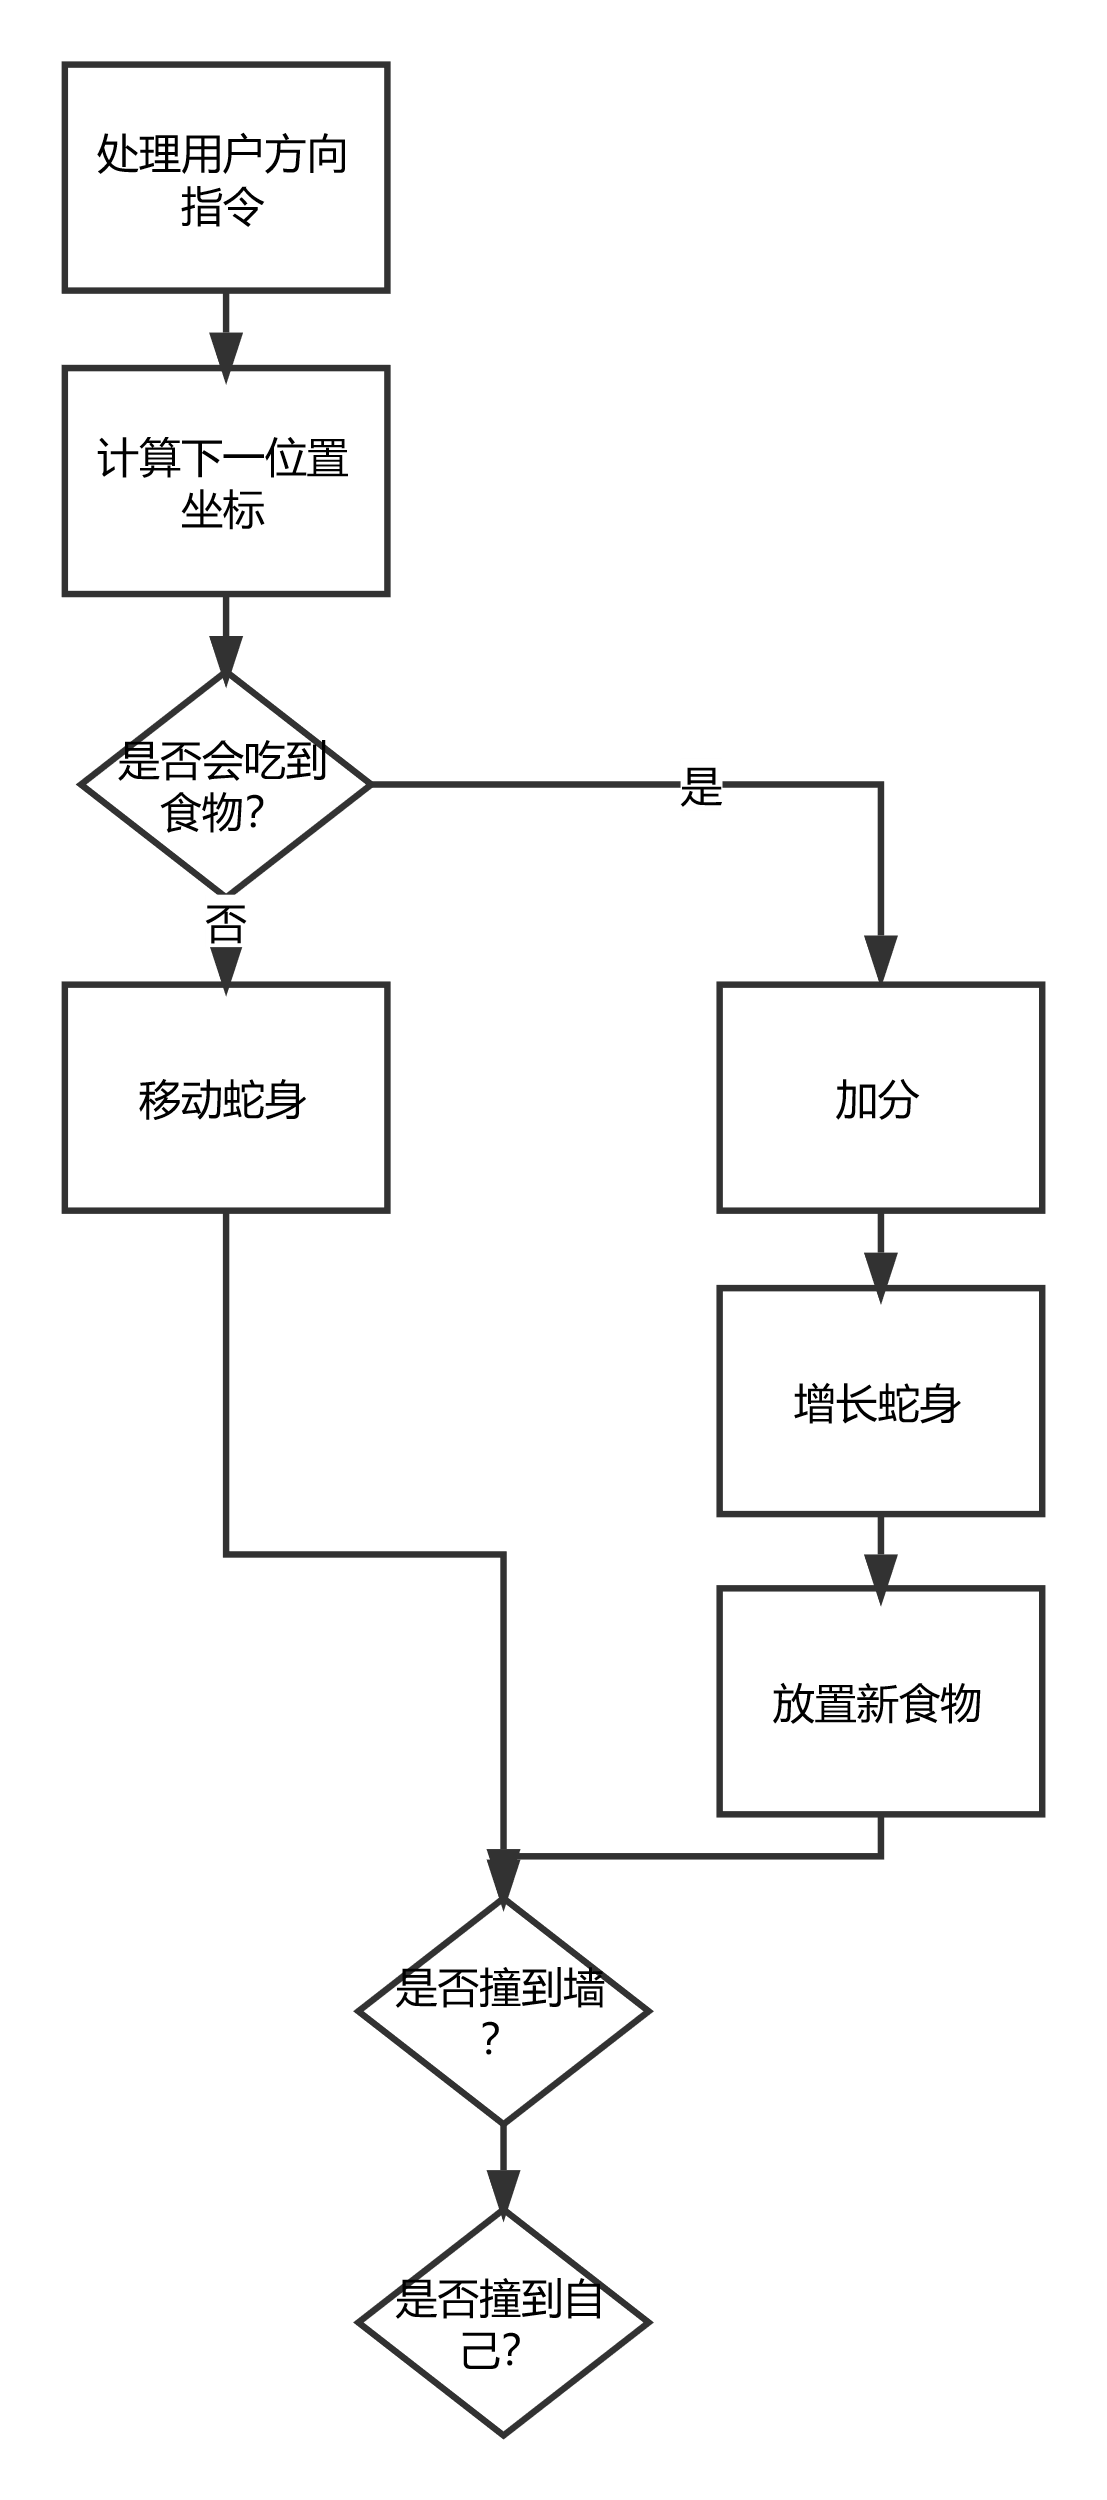 处理用户方向
指令
计算下一位置
坐标
是否会吃到
食物?
是
否
移动蛇身
加分
增长蛇身
放置新食物
是否撞到墙
?
是否撞到自
己?